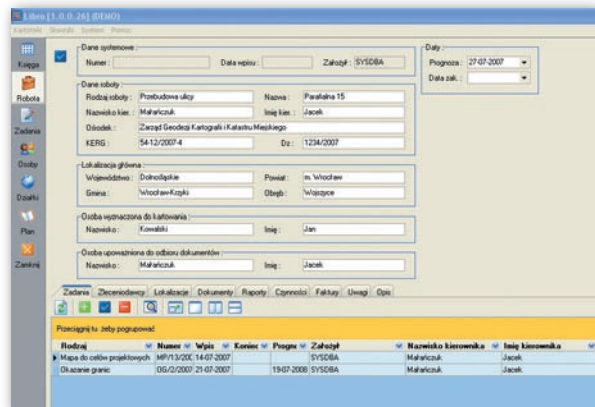 Libro [1.0.0.26] (DEMO)
Kartoteki Słowniki System Pomoc
Księga
Robota
Zadania
Osoby
Działki
Plan
Zamknij
Dane systemowe :
Numer : Data wpisu : Założył : SYSDBA
Daty
Prognoza : 27-07-2007
Data zak. :
Dane roboty :
Rodzaj roboty : Przebudowa ulicy Nazwa : Parafialna 15
Nazwisko kier. : Mahańczuk Imię kier. : Jacek
Ośrodek : Zarząd Geodezji Kartografii i Katastru Miejskiego
KERG : 54-12/2007-4 Dz : 1234/2007
Lokalizacja główna :
Województwo : Dolnośląskie Powiat : m. Wrocław
Gmina : Wrocław-Krzyki Obręb : Wojszyce
Osoba wyznaczona do kartowania :
Nazwisko : Kowalski Imię : Jan
Osoba upoważniona do odbioru dokumentów :
Nazwisko : Mahańczuk Imię : Jacek
Zadania Zleceniodawcy Lokalizacje Dokumenty Raporty Czynności Faktury Uwagi Opis
Przeciągnij tu żeby pogrupować
Rodzaj Numer Wpis Koniec Progno Założył Nazwisko kierownika Imię kierownika
Mapa do celów projektowych MP/13/200 14-07-2007 SYSDBA Mahańczuk Jacek
Okazanie granic OG/2/2007 21-07-2007 19-07-2008 SYSDBA Mahańczuk Jacek